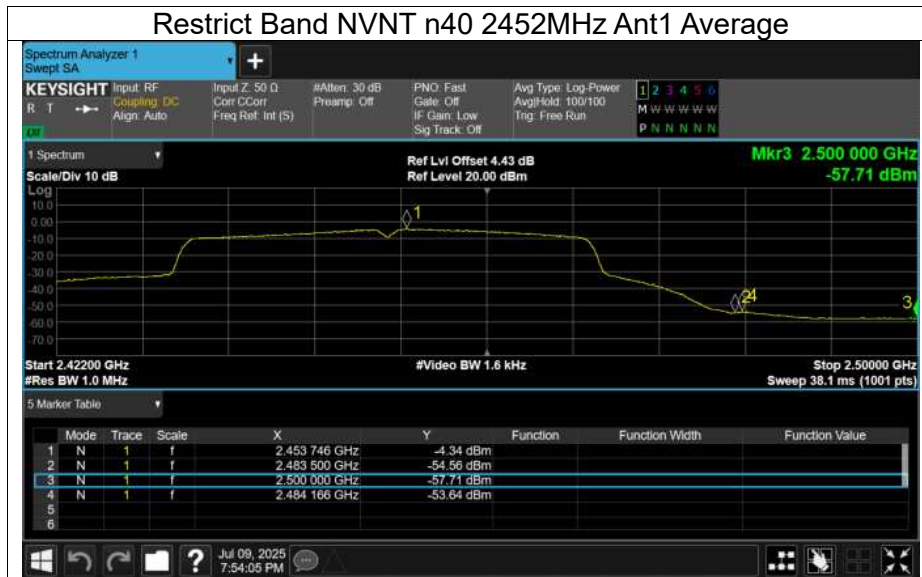 Restrict Band NVNT n40 2452MHz Ant1 Average
Spectrum Analyzer 1
Swept SA
+
KEYSIGHT Input: RF Input Z: 50 Ω #Atten: 30 dB PNO: Fast Avg Type: Log-Power 1 2 3 4 5 6
R T Coupling: DC Corr CCorr Preamp: Off Gate: Off Avg|Hold: 100/100 M W W W W W
Align: Auto Freq Ref: Int (S) IF Gain: Low Trig: Free Run
Sig Track: Off P N N N N N
1 Spectrum
Ref Lvl Offset 4.43 dB Mkr3 2.500 000 GHz
Scale/Div 10 dB Ref Level 20.00 dBm -57.71 dBm
Log
10.0
0.00
-10.0
-20.0
-30.0
-40.0
-50.0
-60.0
-70.0
1
2 4
3
Start 2.42200 GHz #Video BW 1.6 kHz Stop 2.50000 GHz
#Res BW 1.0 MHz Sweep 38.1 ms (1001 pts)
5 Marker Table
Mode Trace Scale X Y Function Function Width Function Value
1 N 1 f 2.453 746 GHz -4.34 dBm
2 N 1 f 2.483 500 GHz -54.56 dBm
3 N 1 f 2.500 000 GHz -57.71 dBm
4 N 1 f 2.484 166 GHz -53.64 dBm
5
6
? Jul 09, 2025
7:54:05 PM